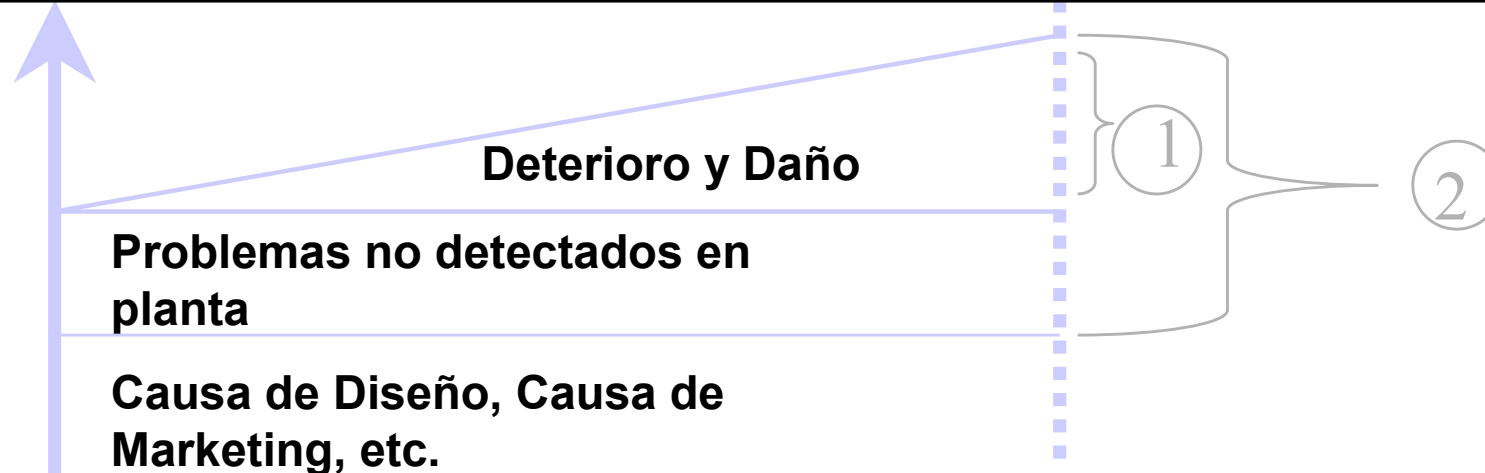 Deterioro y Daño
1
2
Problemas no detectados en
planta
Causa de Diseño, Causa de
Marketing, etc.